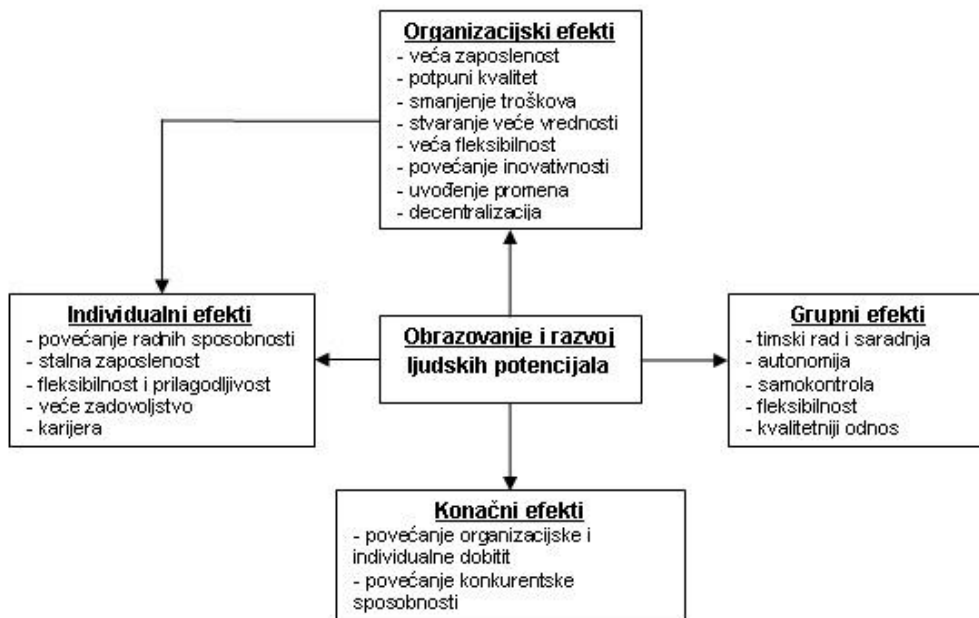 Organizacijski efekti
- veća zaposlenost
- potpuni kvalitet
- smanjenje troškova
- stvaranje veće vrednosti
- veća fleksibilnost
- povećanje inovativnosti
- uvođenje promena
- decentralizacija
Individualni efekti
- povećanje radnih sposobnosti
- stalna zaposlenost
- fleksibilnost i prilagodljivost
- veće zadovoljstvo
- karijera
Obrazovanje i razvoj
ljudskih potencijala
Grupni efekti
- timski rad i saradnja
- autonomija
- samokontrola
- fleksibilnost
- kvalitetniji odnos
Konačni efekti
- povećanje organizacijske i
individualne dobitit
- povećanje konkurentske
sposobnosti